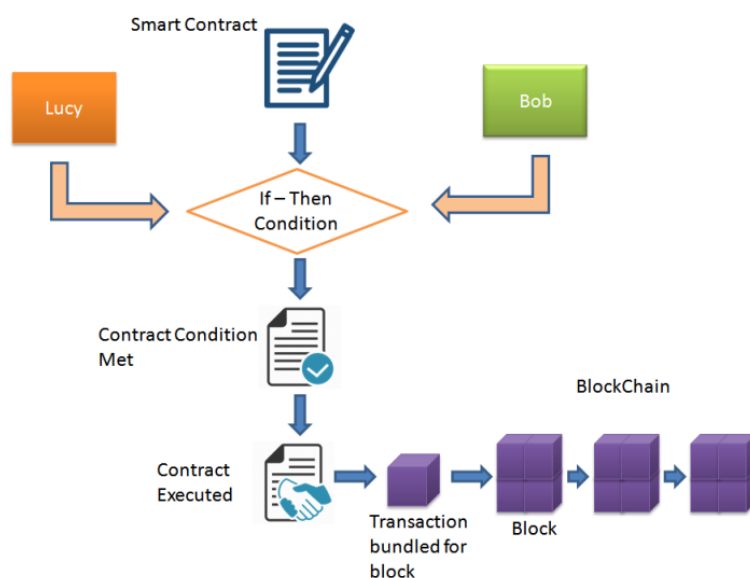 Smart Contract
Lucy
Bob
If – Then
Condition
Contract Condition
Met
BlockChain
Contract
Executed
Transaction
bundled for
block
Block